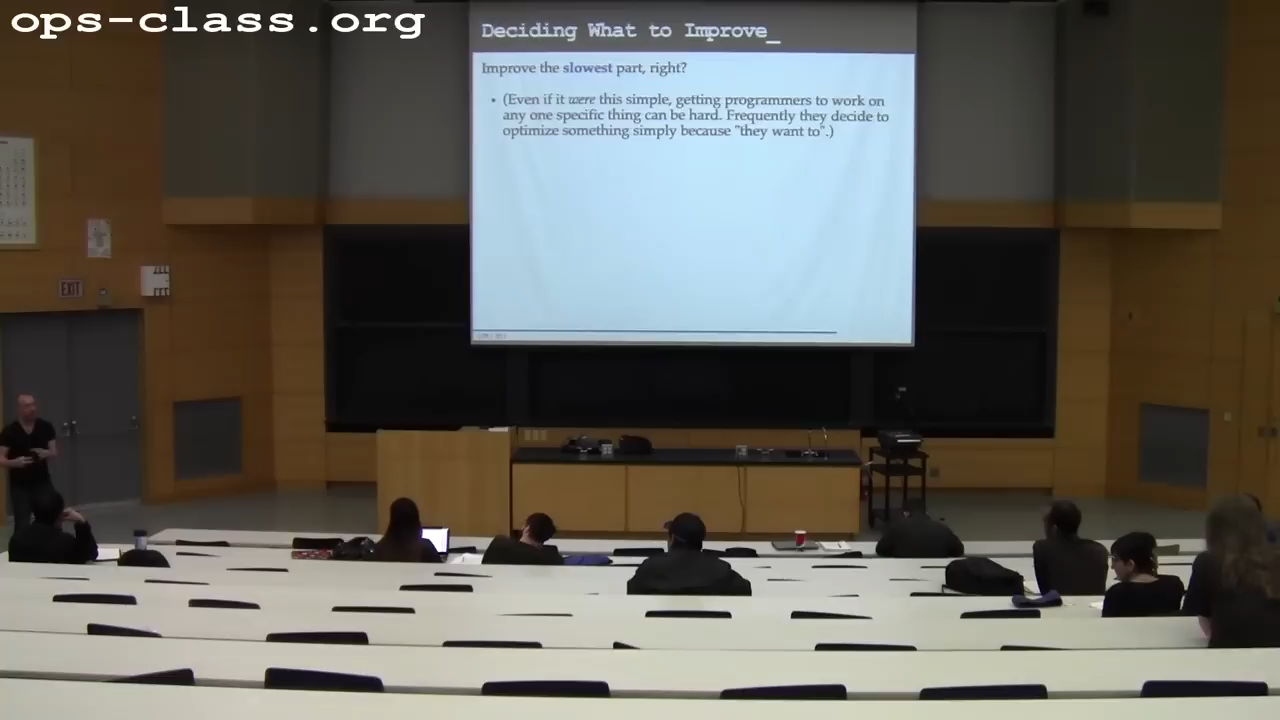 ops-class.org
Deciding What to Improve_
Improve the slowest part, right?
• (Even if it were this simple, getting programmers to work on
any one specific thing can be hard. Frequently they decide to
optimize something simply because "they want to".)
EXIT